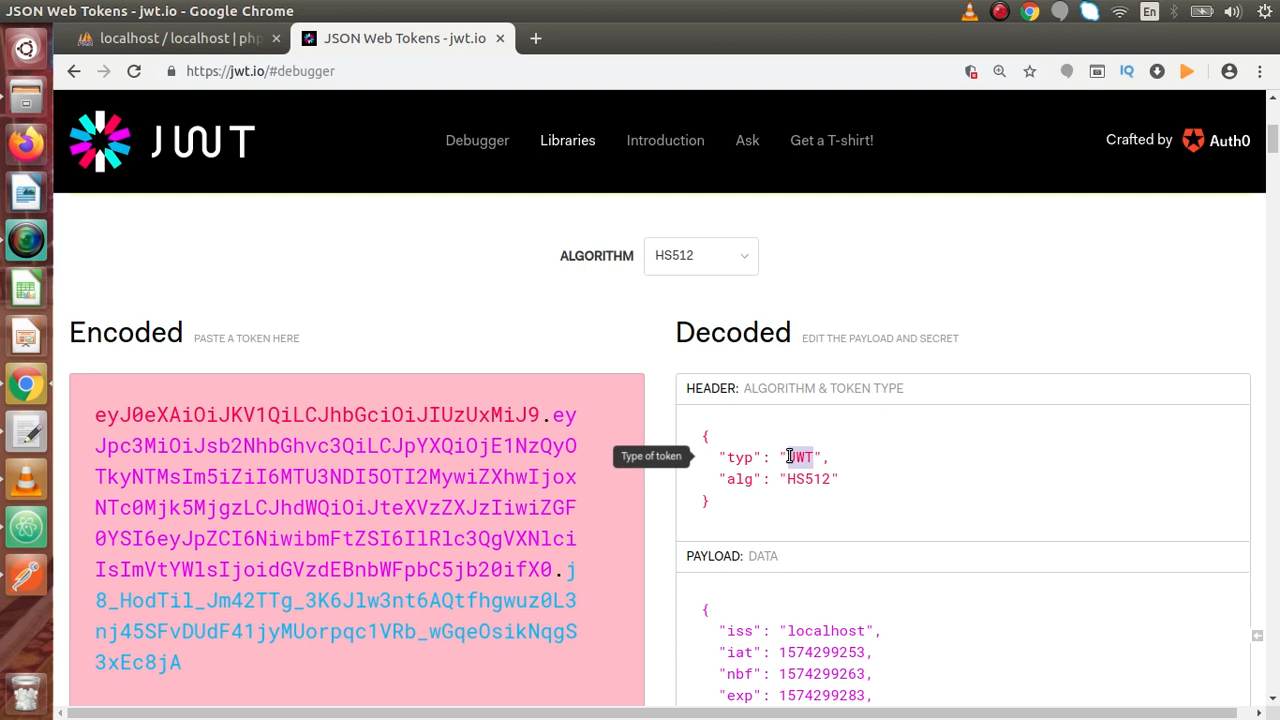 JSON Web Tokens - jwt.io - Google Chrome
En
localhost / localhost | php
JSON Web Tokens - jwt.io
https://jwt.io/#debugger
IQ
JWT
Debugger
Libraries
Introduction
Ask
Get a T-shirt!
Crafted by
Auth0
ALGORITHM
HS512
Encoded PASTE A TOKEN HERE
Decoded EDIT THE PAYLOAD AND SECRET
eyJ0eXAiOiJKV1QiLCJhbGciOiJIUzUxMiJ9.ey
Jpc3MiOiJsb2NhbGhvc3QiLCJpYXQiOjE1NzQyO
TkyNTMsIm5iZiI6MTU3NDI5OTI2MywiZXhwIjox
NTc0Mjk5MjgzLCJhdWQiOiJteXVzZXJzIiwiZGF
0YSI6eyJpZCI6NiwibmFtZSI6IlRlc3QgVXNlci
IsImVtYWlsIjoidGVzdEBnbWFpbC5jb20ifX0.j
8_HodTil_Jm42TTg_3K6Jlw3nt6AQtfhgwuz0L3
nj45SFvDUdF41jyMUorpqc1VRb_wGqeOsikNqgS
3xEc8jA
HEADER: ALGORITHM & TOKEN TYPE
{
"typ": "JWT",
"alg": "HS512"
}
Type of token
PAYLOAD: DATA
{
"iss": "localhost",
"iat": 1574299253,
"nbf": 1574299263,
"exp": 1574299283,